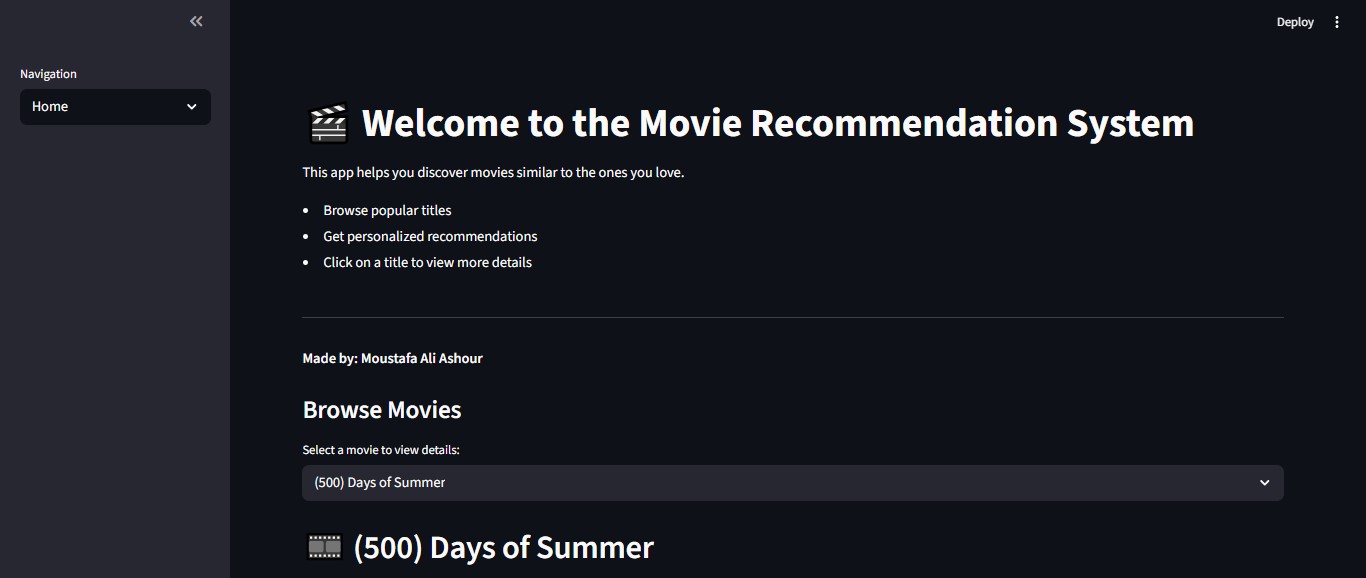 Deploy
Navigation
Home
Welcome to the Movie Recommendation System
This app helps you discover movies similar to the ones you love.
Browse popular titles
Get personalized recommendations
Click on a title to view more details
Made by: Moustafa Ali Ashour
Browse Movies
Select a movie to view details:
(500) Days of Summer
(500) Days of Summer